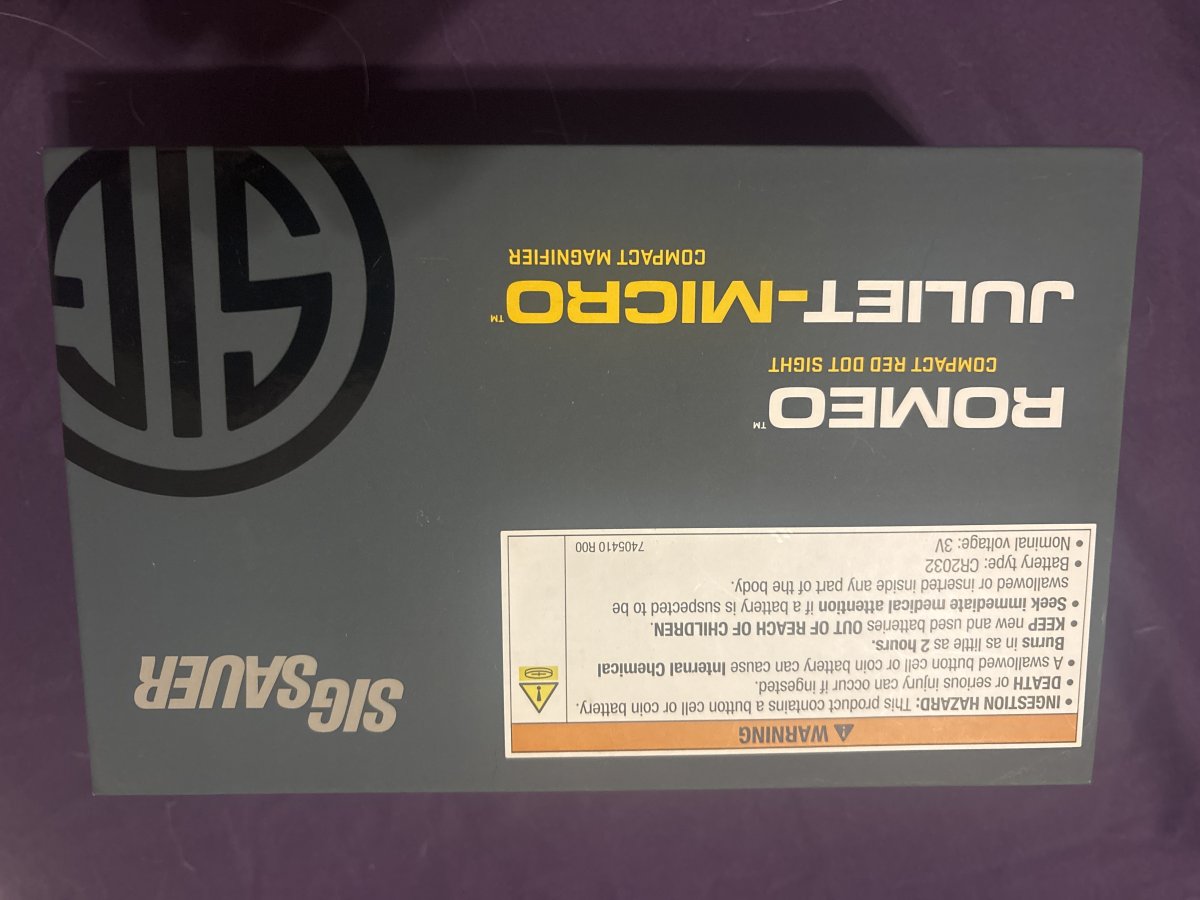 SIG SAUER
⚠ WARNING
• INGESTION HAZARD: This product contains a button cell or coin battery.
• DEATH or serious injury can occur if ingested.
• A swallowed button cell or coin battery can cause Internal Chemical
Burns in as little as 2 hours.
• KEEP new and used batteries OUT OF REACH OF CHILDREN.
• Seek immediate medical attention if a battery is suspected to be
swallowed or inserted inside any part of the body.
• Battery type: CR2032
• Nominal voltage: 3V
7405410 R00
ROMEO™
COMPACT RED DOT SIGHT
JULIET-MICRO™
COMPACT MAGNIFIER
SIG